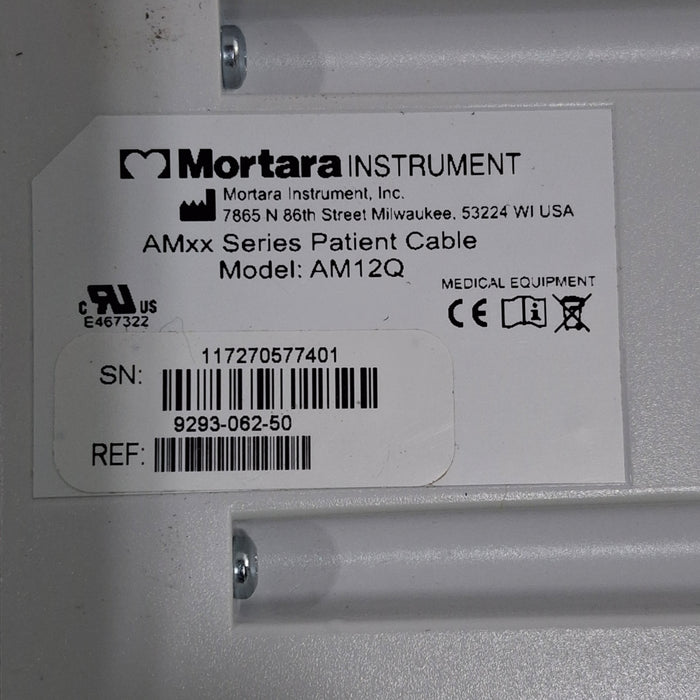 Mortara INSTRUMENT
Mortara Instrument, Inc.
7865 N 86th Street Milwaukee, 53224 WI USA
AMxx Series Patient Cable
Model: AM12Q
MEDICAL EQUIPMENT
c RU US
E467322
CE i
117270577401
SN:
9293-062-50
REF: